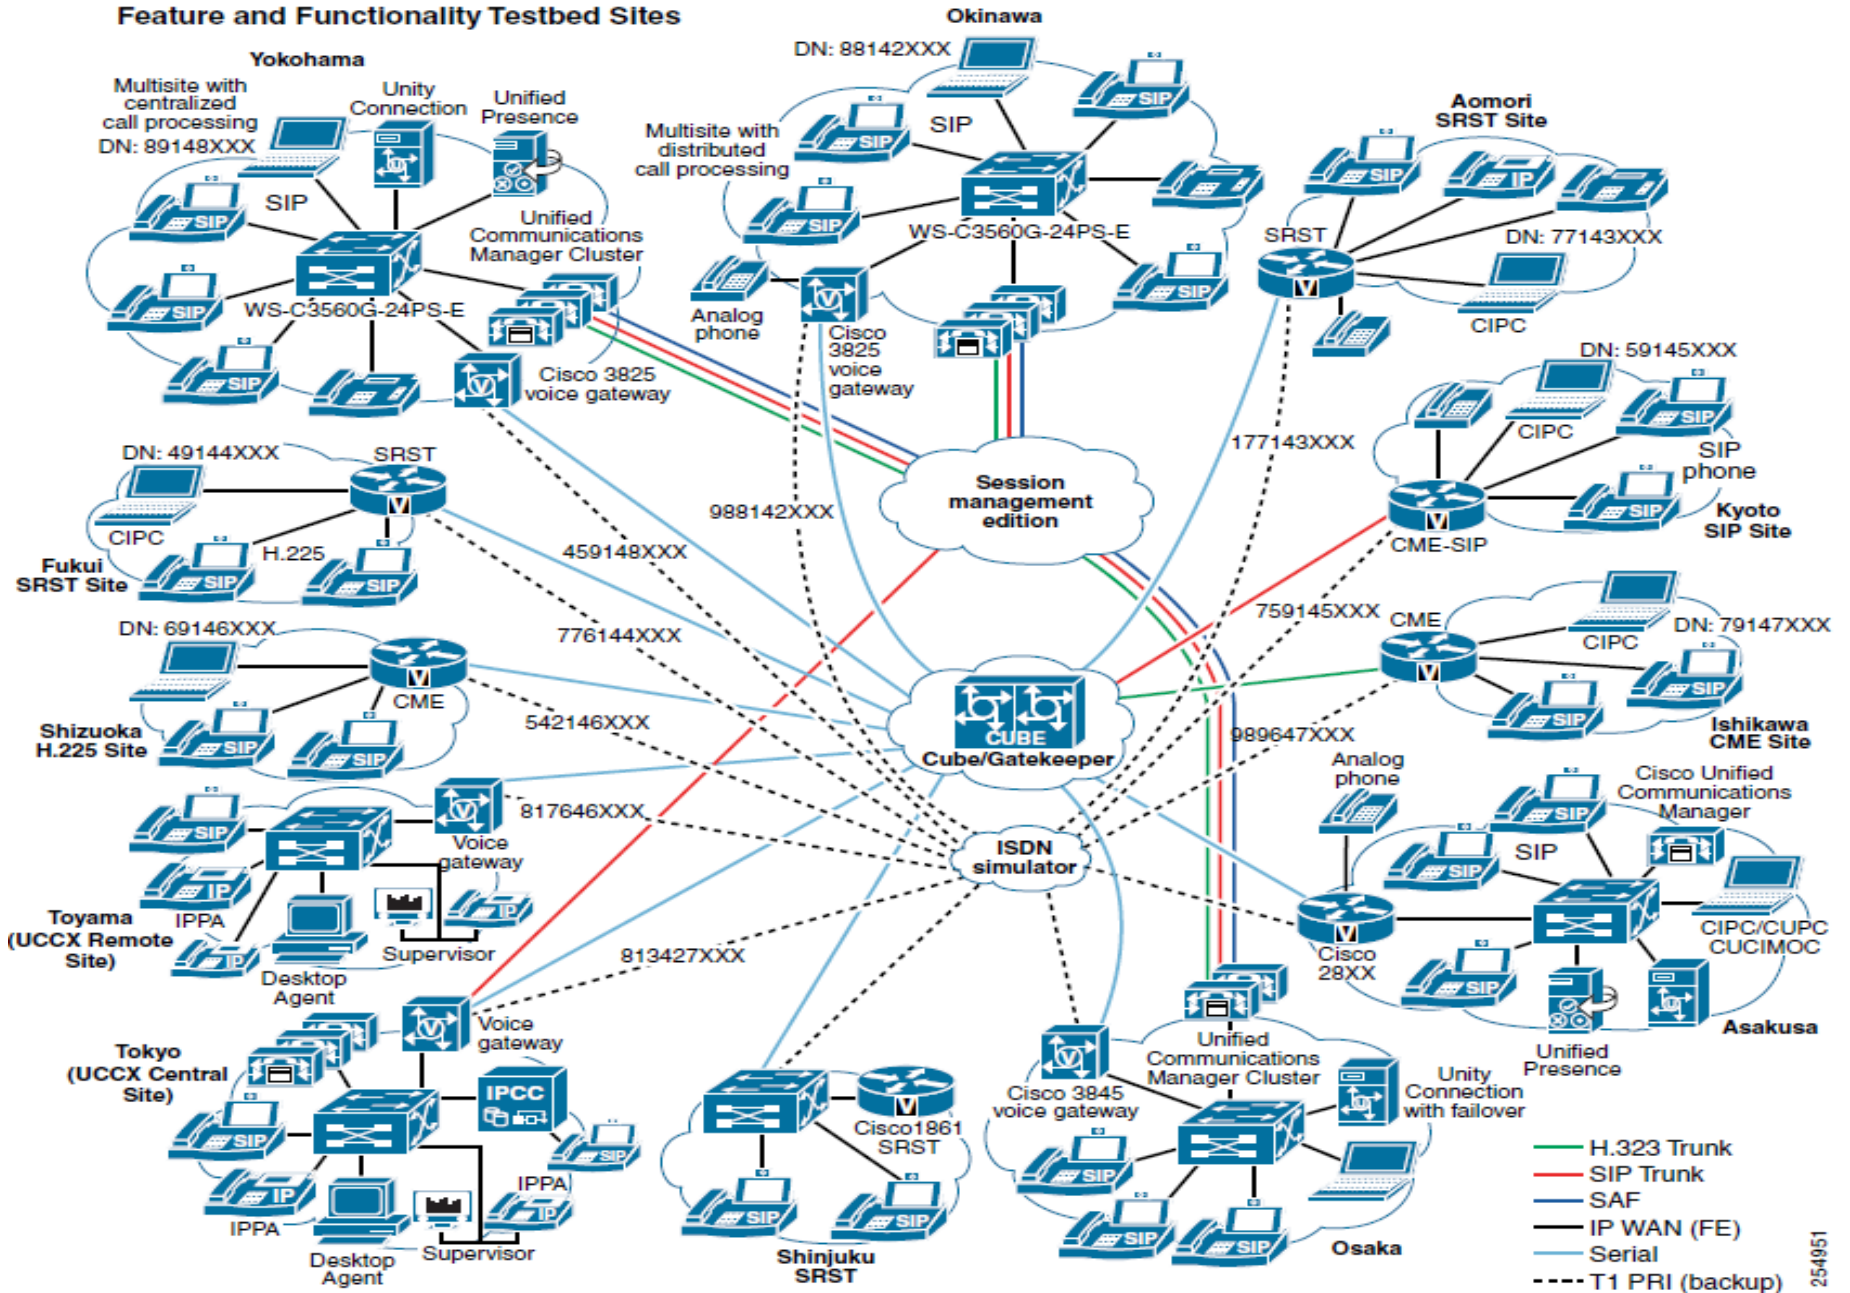 Feature and Functionality Testbed Sites
Yokohama
Multisite with
centralized
call processing
DN: 89148XXX
Unity
Connection
Unified
Presence
SIP
SIP
Unified
Communications
Manager Cluster
SIP
WS-C3560G-24PS-E
SIP
V
Cisco 3825
voice gateway
Okinawa
DN: 88142XXX
SIP
SIP
SIP
Multisite with
distributed
call processing
SIP
WS-C3560G-24PS-E
SIP
Analog
phone
V
Cisco
3825
voice
gateway
Aomori
SRST Site
SIP
IP
SRST
V
DN: 77143XXX
CIPC
DN: 59145XXX
CIPC
SIP
SIP
phone
SIP
Kyoto
SIP Site
V
CME-SIP
177143XXX
Session
management
edition
988142XXX
459148XXX
DN: 49144XXX
SRST
V
CIPC
H.225
Fukui
SRST Site
SIP
SIP
776144XXX
759145XXX
DN: 69146XXX
V
CME
Shizuoka
H.225 Site
SIP
SIP
542146XXX
CME
V
CIPC
DN: 79147XXX
SIP
SIP
Ishikawa
CME Site
989647XXX
CUBE
Cube/Gatekeeper
817646XXX
SIP
V
Voice
gateway
IP
IPPA
IP
IP
Toyama
(UCCX Remote
Site)
Desktop
Agent
Supervisor
ISDN
simulator
813427XXX
Analog
phone
Cisco Unified
Communications
Manager
SIP
SIP
SIP
V
Cisco
28XX
CIPC/CUPC
CUCIMOC
SIP
Unified
Presence
Asakusa
V
Voice
gateway
Tokyo
(UCCX Central
Site)
IPCC
SIP
SIP
IP
IPPA
IPPA
IP
Desktop
Agent
Supervisor
V
Cisco1861
SRST
SIP
SIP
Shinjuku
SRST
V
Cisco 3845
voice gateway
Unified
Communications
Manager Cluster
Unity
Connection
with failover
SIP
SIP
SIP
Osaka
H.323 Trunk
SIP Trunk
SAF
IP WAN (FE)
Serial
T1 PRI (backup)
254951